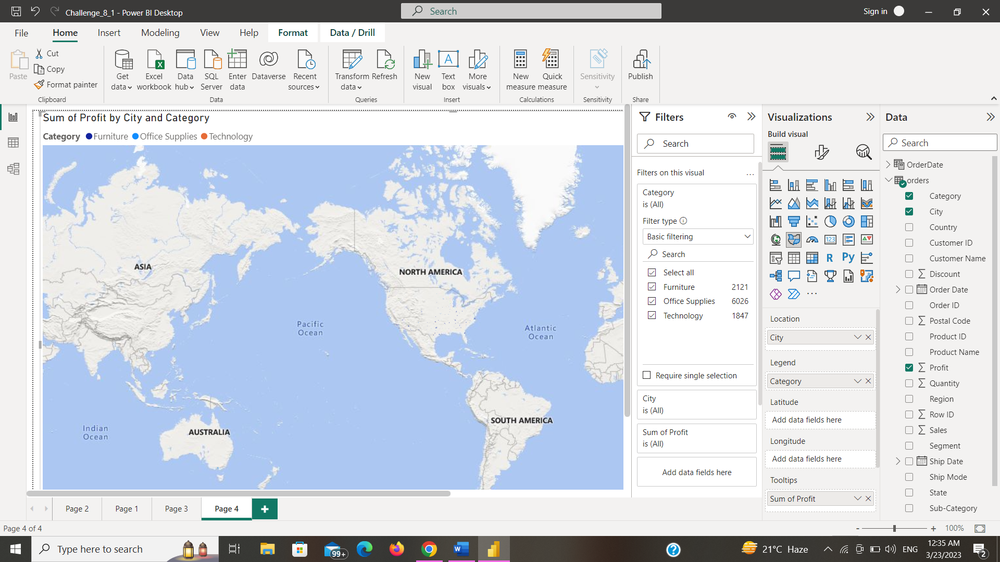 Challenge_8_1 - Power BI Desktop
Search
Sign in
File
Home
Insert
Modeling
View
Help
Format
Data / Drill
Paste
Cut
Copy
Format painter
Clipboard
Get data
Excel workbook
Data hub
SQL Server
Enter data
Dataverse
Recent sources
Data
Transform data
Refresh
Queries
New visual
Text box
More visuals
Insert
New measure
Quick measure
Calculations
Sensitivity
Sensitivity
Publish
Share
Sum of Profit by City and Category
Category Furniture Office Supplies Technology
ASIA
NORTH AMERICA
Pacific Ocean
Atlantic Ocean
Indian Ocean
AUSTRALIA
SOUTH AMERICA
Filters
Search
Filters on this visual
Category
is (All)
Filter type
Basic filtering
Search
Select all
Furniture 2121
Office Supplies 6026
Technology 1847
Require single selection
City
is (All)
Sum of Profit
is (All)
Add data fields here
Visualizations
Build visual
123
R
Py
Location
City
Legend
Category
Latitude
Add data fields here
Longitude
Add data fields here
Tooltips
Sum of Profit
Data
Search
OrderDate
orders
Category
City
Country
Customer ID
Customer Name
Discount
Order Date
Order ID
Postal Code
Product ID
Product Name
Profit
Quantity
Region
Row ID
Sales
Segment
Ship Date
Ship Mode
State
Sub-Category
Page 2
Page 1
Page 3
Page 4
Page 4 of 4
100%
Type here to search
99+
21°C Haze
ENG
12:35 AM
3/23/2023
2